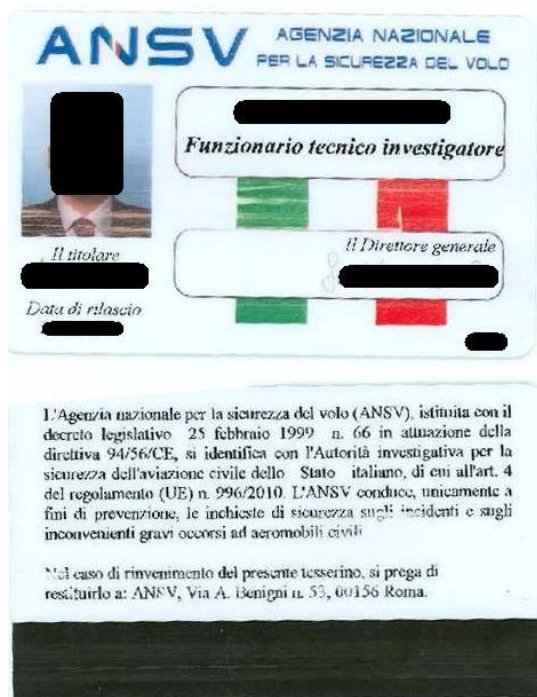 ANSV AGENZIA NAZIONALE
PER LA SICUREZZA DEL VOLO
Funzionario tecnico investigatore
Il titolare
Il Direttore generale
Data di rilascio
L'Agenzia nazionale per la sicurezza del volo (ANSV), istituita con il
decreto legislativo 25 febbraio 1999 n. 66 in attuazione della
direttiva 94/56/CE, si identifica con l'Autorità investigativa per la
sicurezza dell'aviazione civile dello Stato italiano, di cui all'art. 4
del regolamento (UE) n. 996/2010. L'ANSV conduce, unicamente a
fini di prevenzione, le inchieste di sicurezza sugli incidenti e sugli
inconvenienti gravi occorsi ad aeromobili civili
Nel caso di rinvenimento del presente tesserino, si prega di
restituirlo a: ANSV, Via A. Benigni n. 53, 00156 Roma.